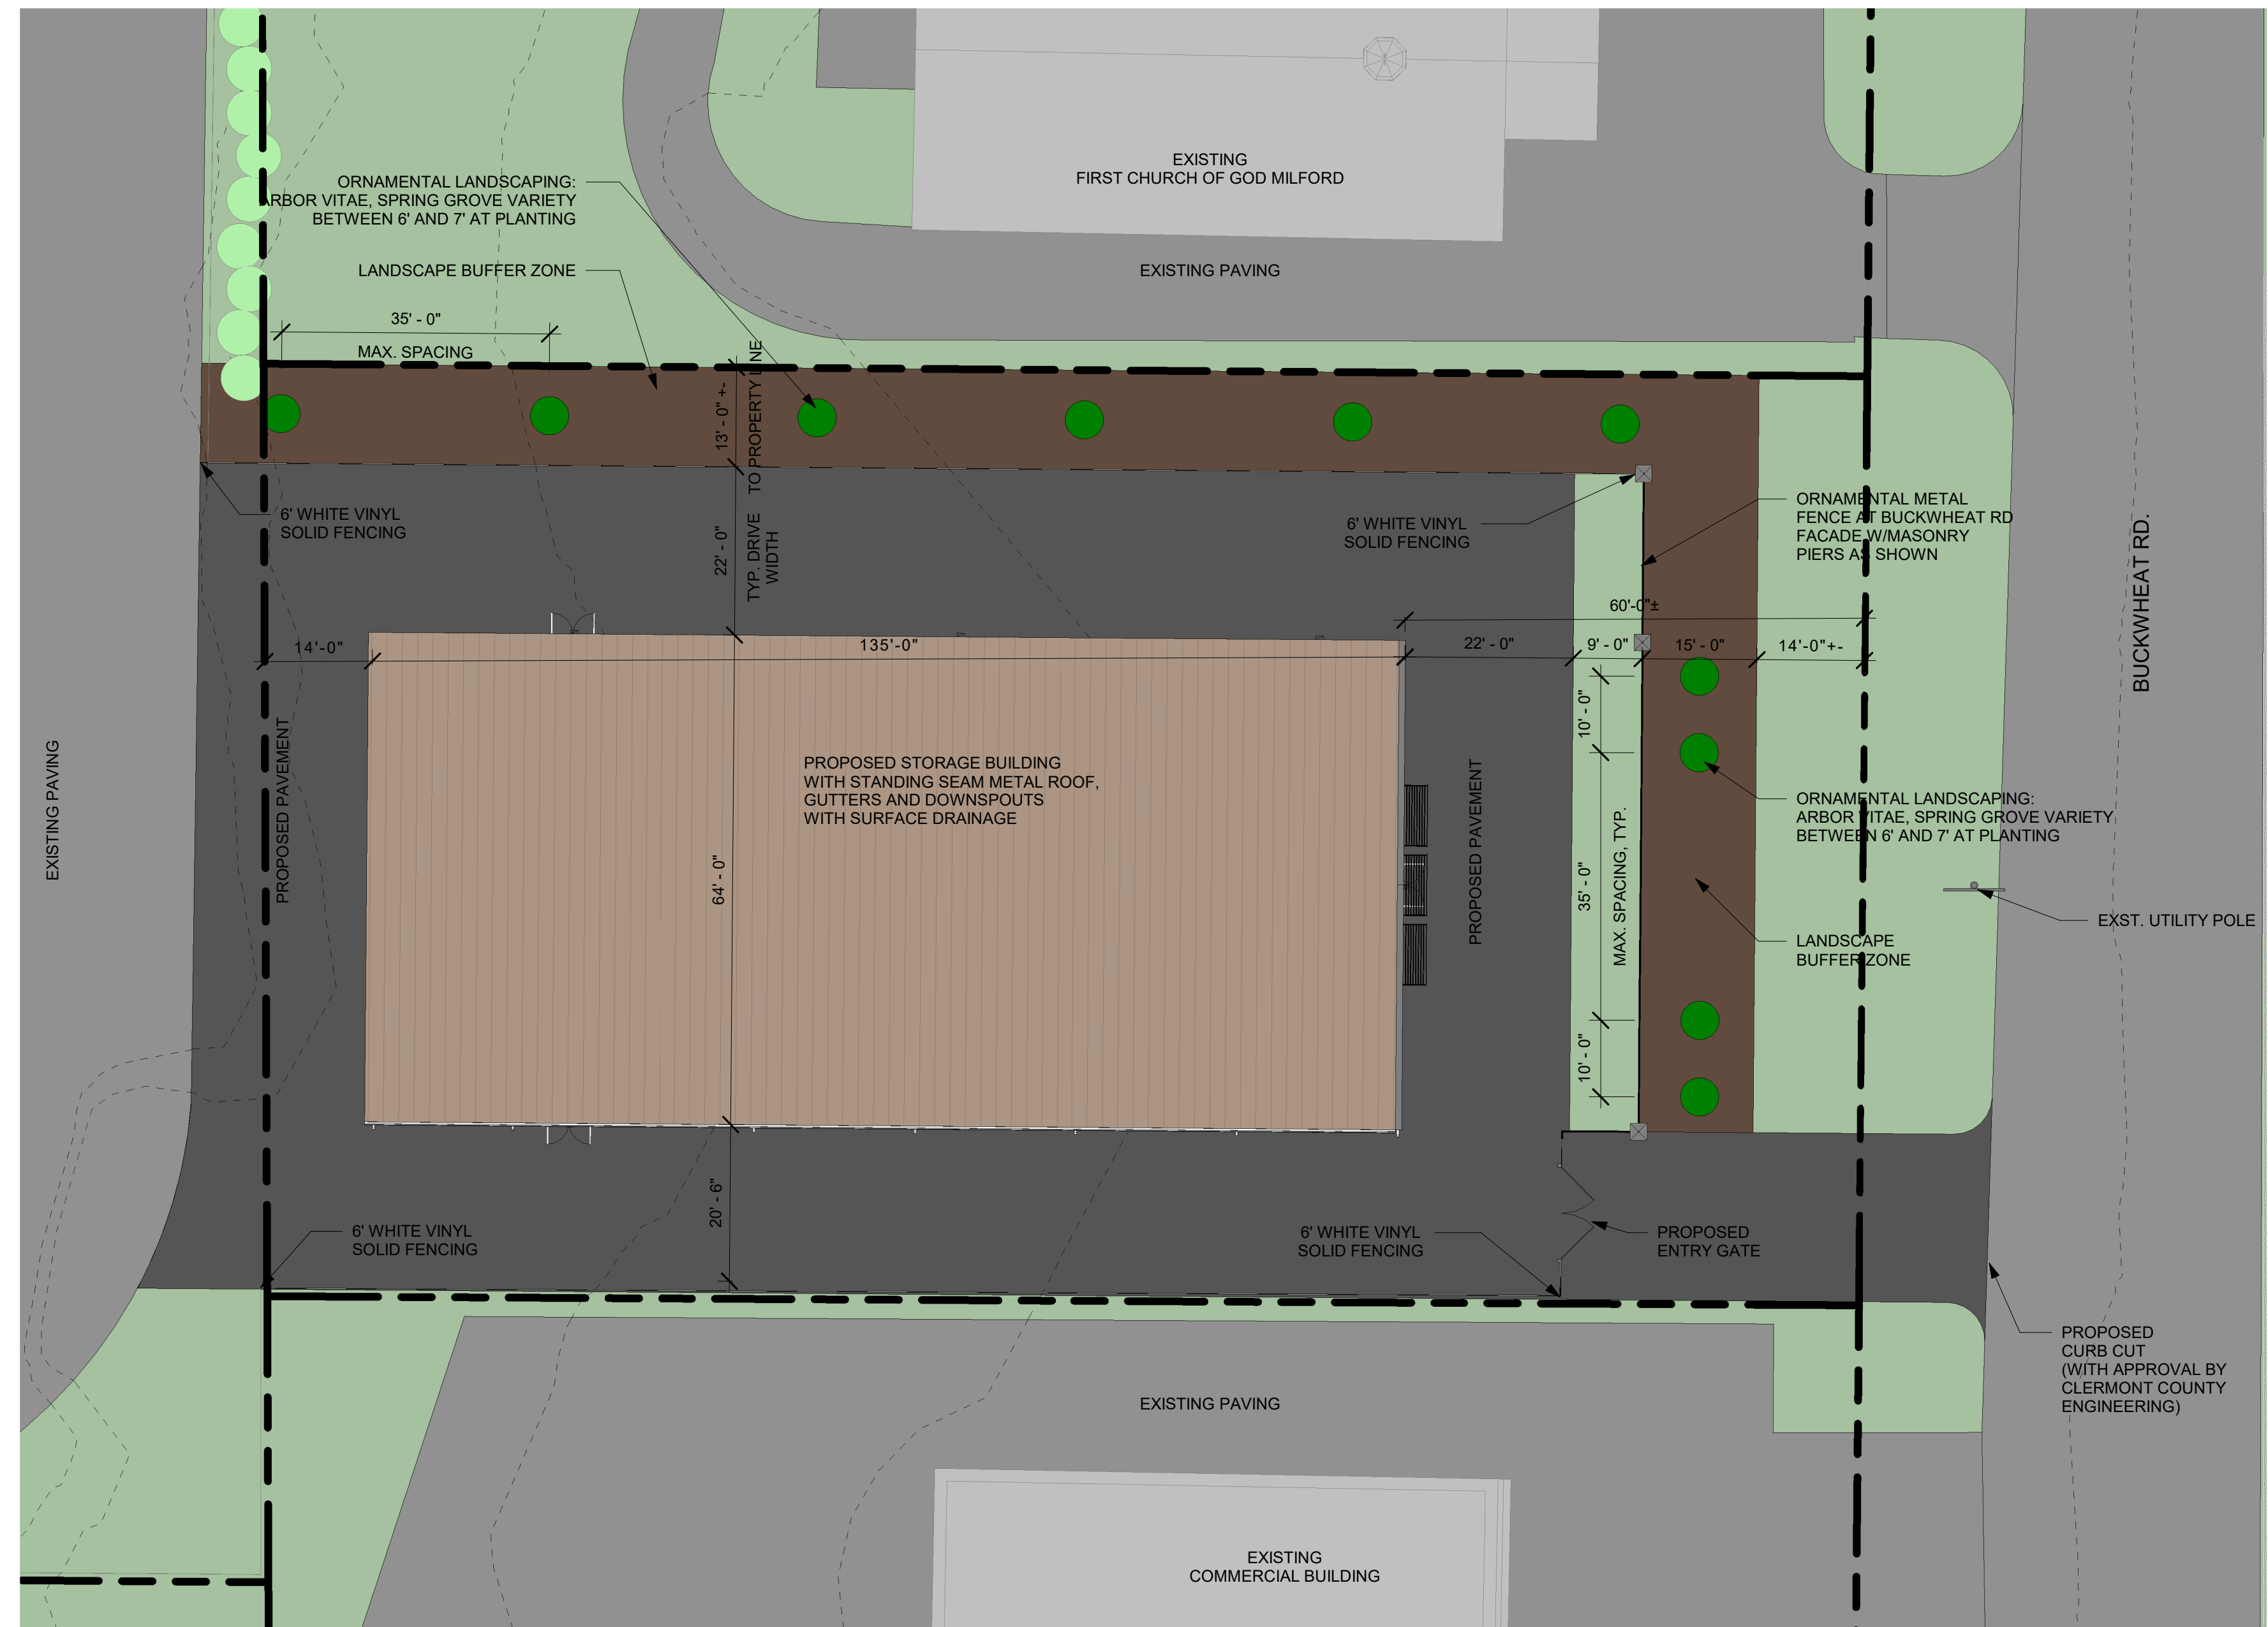 EXISTING
FIRST CHURCH OF GOD MILFORD
ORNAMENTAL LANDSCAPING:
ARBOR VITAE, SPRING GROVE VARIETY
BETWEEN 6' AND 7' AT PLANTING
LANDSCAPE BUFFER ZONE
EXISTING PAVING
35' - 0"
MAX. SPACING
13' - 0" +-
TO PROPERTY LINE
22' - 0"
TYP. DRIVE
WIDTH
6' WHITE VINYL
SOLID FENCING
6' WHITE VINYL
SOLID FENCING
ORNAMENTAL METAL
FENCE AT BUCKWHEAT RD
FACADE W/MASONRY
PIERS AS SHOWN
BUCKWHEAT RD.
60'-0"±
14'-0"
135'-0"
22' - 0"
9' - 0"
15' - 0"
14'-0"+-
10' - 0"
EXISTING PAVING
PROPOSED PAVEMENT
PROPOSED STORAGE BUILDING
WITH STANDING SEAM METAL ROOF,
GUTTERS AND DOWNSPOUTS
WITH SURFACE DRAINAGE
64' - 0"
PROPOSED PAVEMENT
35' - 0"
MAX. SPACING, TYP.
ORNAMENTAL LANDSCAPING:
ARBOR VITAE, SPRING GROVE VARIETY
BETWEEN 6' AND 7' AT PLANTING
EXST. UTILITY POLE
LANDSCAPE
BUFFER ZONE
10' - 0"
20' - 6"
6' WHITE VINYL
SOLID FENCING
6' WHITE VINYL
SOLID FENCING
PROPOSED
ENTRY GATE
PROPOSED
CURB CUT
(WITH APPROVAL BY
CLERMONT COUNTY
ENGINEERING)
EXISTING PAVING
EXISTING
COMMERCIAL BUILDING